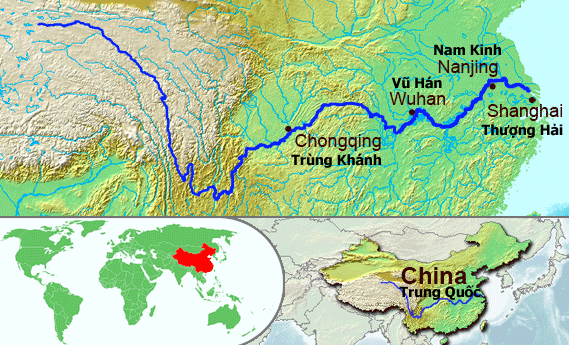 Nam Kinh
Nanjing
Vũ Hán
Wuhan
Shanghai
Thượng Hải
Chongqing
Trùng Khánh
China
Trung Quốc